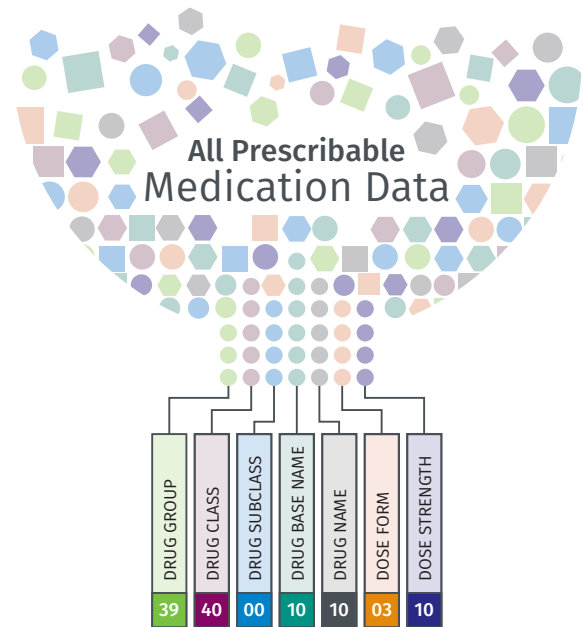 All Prescribable
Medication Data
DRUG GROUP
DRUG CLASS
DRUG SUBCLASS
DRUG BASE NAME
DRUG NAME
DOSE FORM
DOSE STRENGTH
39
40
00
10
10
03
10